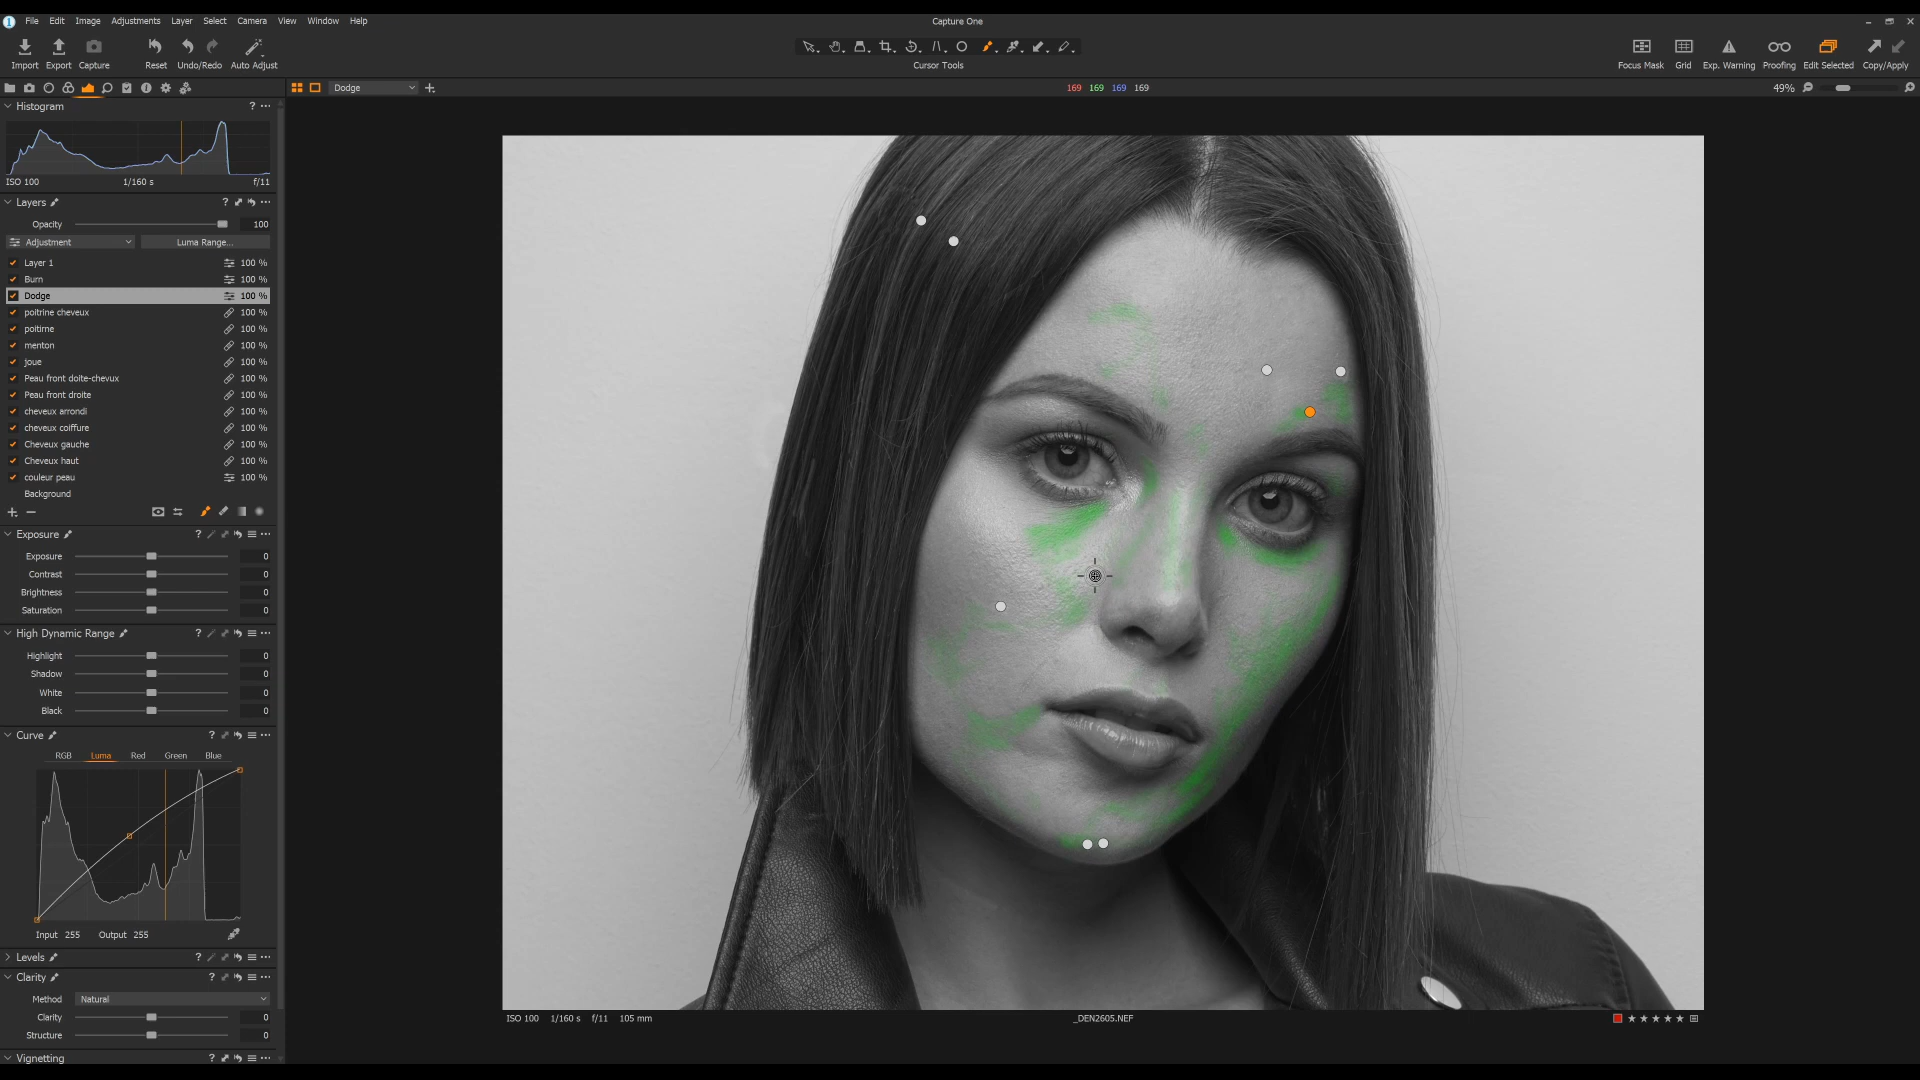 File Edit Image Adjustments Layer Select Camera View Window Help
Capture One
Import Export Capture Reset Undo/Redo Auto Adjust
Cursor Tools
Focus Mask Grid Exp. Warning Proofing Edit Selected Copy/Apply
Dodge
169 169 169 169
49%
Histogram
ISO 100 1/160 s f/11
Layers
Opacity 100
Adjustment Luma Range...
Layer 1 100 %
Burn 100 %
Dodge 100 %
poitrine cheveux 100 %
poitirne 100 %
menton 100 %
joue 100 %
Peau front doite-chevux 100 %
Peau front droite 100 %
cheveux arrondi 100 %
cheveux coiffure 100 %
Cheveux gauche 100 %
Cheveux haut 100 %
couleur peau 100 %
Background
Exposure
Exposure 0
Contrast 0
Brightness 0
Saturation 0
High Dynamic Range
Highlight 0
Shadow 0
White 0
Black 0
Curve
RGB Luma Red Green Blue
Input 255 Output 255
Levels
Clarity
Method Natural
Clarity 0
Structure 0
Vignetting
ISO 100 1/160 s f/11 105 mm
_DEN2605.NEF